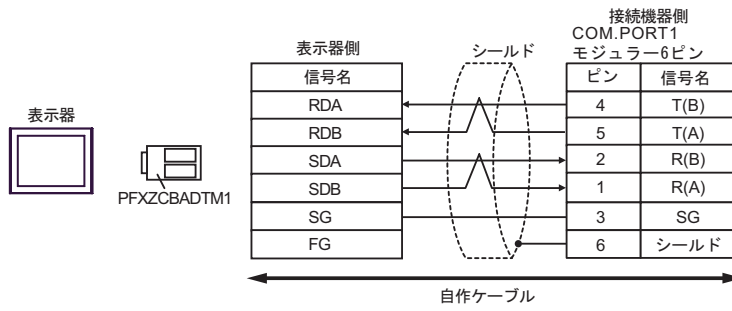 接続機器側
COM.PORT1
モジュラー6ピン
表示器側
シールド
信号名
ピン
信号名
RDA
4
T(B)
RDB
5
T(A)
SDA
2
R(B)
SDB
1
R(A)
SG
3
SG
FG
6
シールド
表示器
PFXZCBADTM1
自作ケーブル